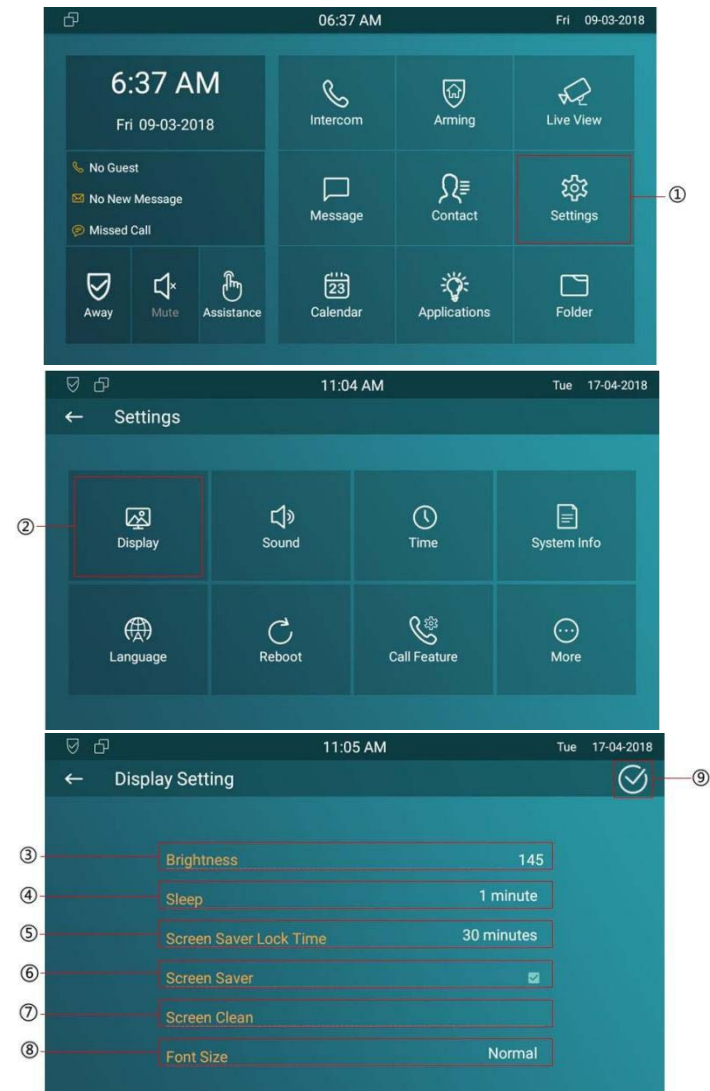 06:37 AM Fri 09-03-2018
6:37 AM
Fri 09-03-2018
No Guest
No New Message
Missed Call
Away Mute Assistance
Intercom Arming Live View
Message Contact Settings ①
23
Calendar Applications Folder
11:04 AM Tue 17-04-2018
Settings
② Display Sound Time System Info
A
Language Reboot Call Feature More
11:05 AM Tue 17-04-2018
Display Setting ⑨
③ Brightness 145
④ Sleep 1 minute
⑤ Screen Saver Lock Time 30 minutes
⑥ Screen Saver
⑦ Screen Clean
⑧ Font Size Normal